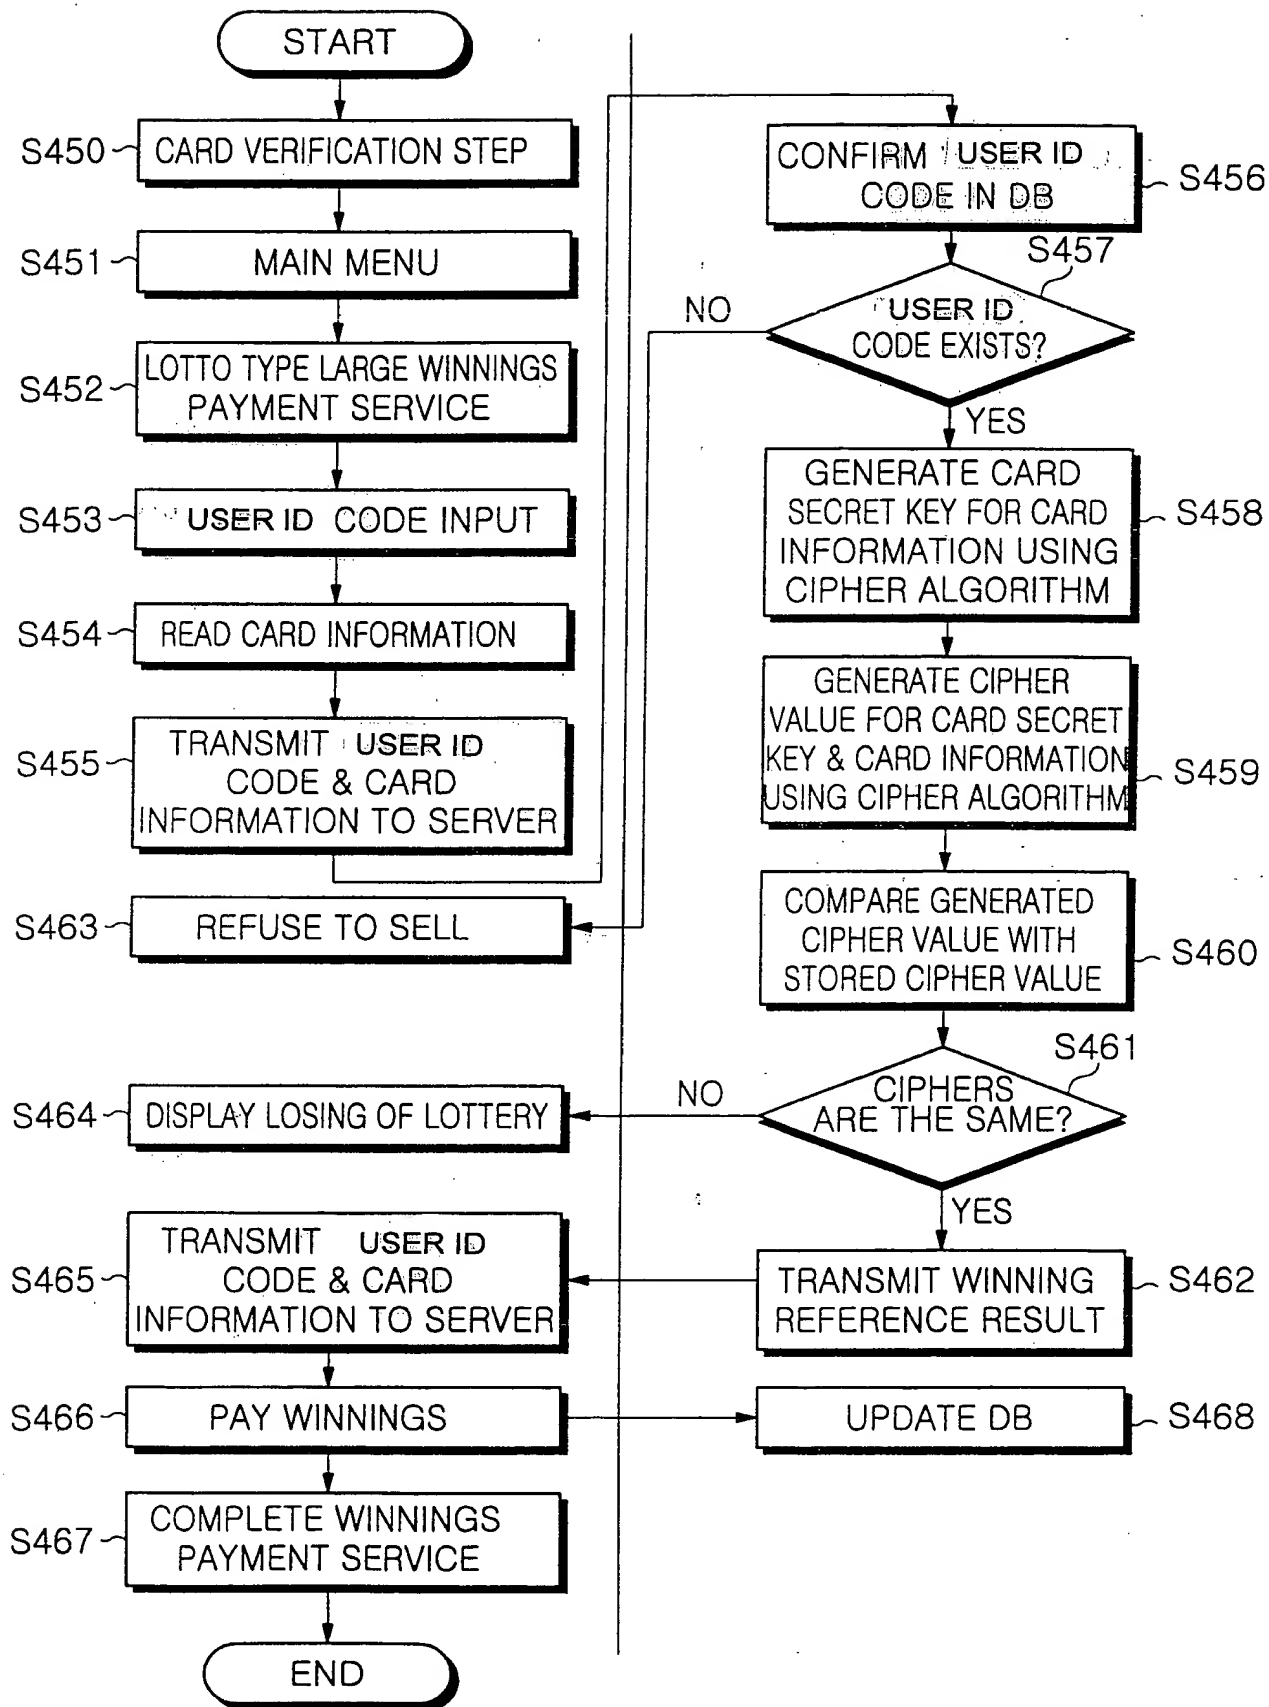 START
S450
CARD VERIFICATION STEP
S451
MAIN MENU
S452
LOTTO TYPE LARGE WINNINGS
PAYMENT SERVICE
S453
USER ID CODE INPUT
S454
READ CARD INFORMATION
S455
TRANSMIT USER ID
CODE & CARD
INFORMATION TO SERVER
S463
REFUSE TO SELL
S464
DISPLAY LOSING OF LOTTERY
S465
TRANSMIT USER ID
CODE & CARD
INFORMATION TO SERVER
S466
PAY WINNINGS
S467
COMPLETE WINNINGS
PAYMENT SERVICE
END
CONFIRM USER ID
CODE IN DB
S456
S457
USER ID
CODE EXISTS?
NO
YES
GENERATE CARD
SECRET KEY FOR CARD
INFORMATION USING
CIPHER ALGORITHM
S458
GENERATE CIPHER
VALUE FOR CARD SECRET
KEY & CARD INFORMATION
USING CIPHER ALGORITHM
S459
COMPARE GENERATED
CIPHER VALUE WITH
STORED CIPHER VALUE
S460
S461
CIPHERS
ARE THE SAME?
NO
YES
TRANSMIT WINNING
REFERENCE RESULT
S462
UPDATE DB
S468